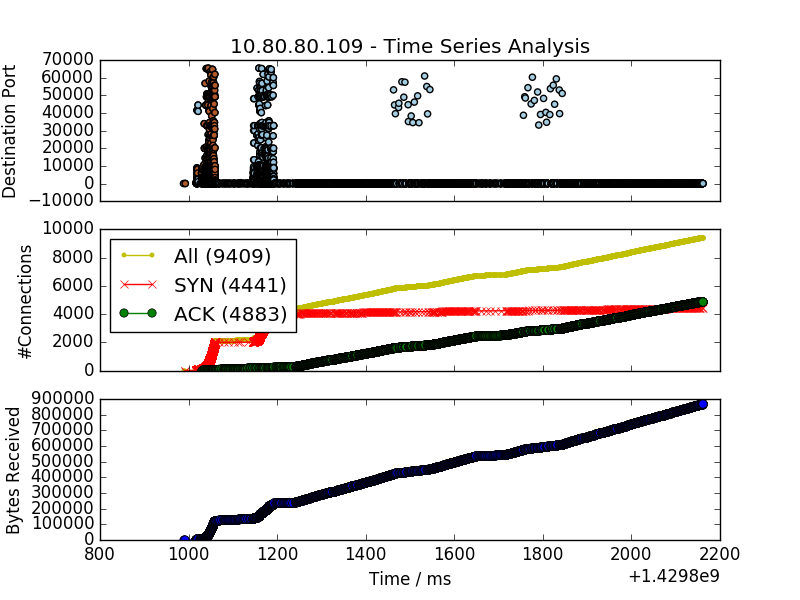 10.80.80.109 - Time Series Analysis
70000
60000
50000
40000
30000
20000
10000
0
−10000
Destination Port
10000
8000
6000
4000
2000
0
#Connections
All (9409)
SYN (4441)
ACK (4883)
900000
800000
700000
600000
500000
400000
300000
200000
100000
0
Bytes Received
800 1000 1200 1400 1600 1800 2000 2200
Time / ms
+1.4298e9